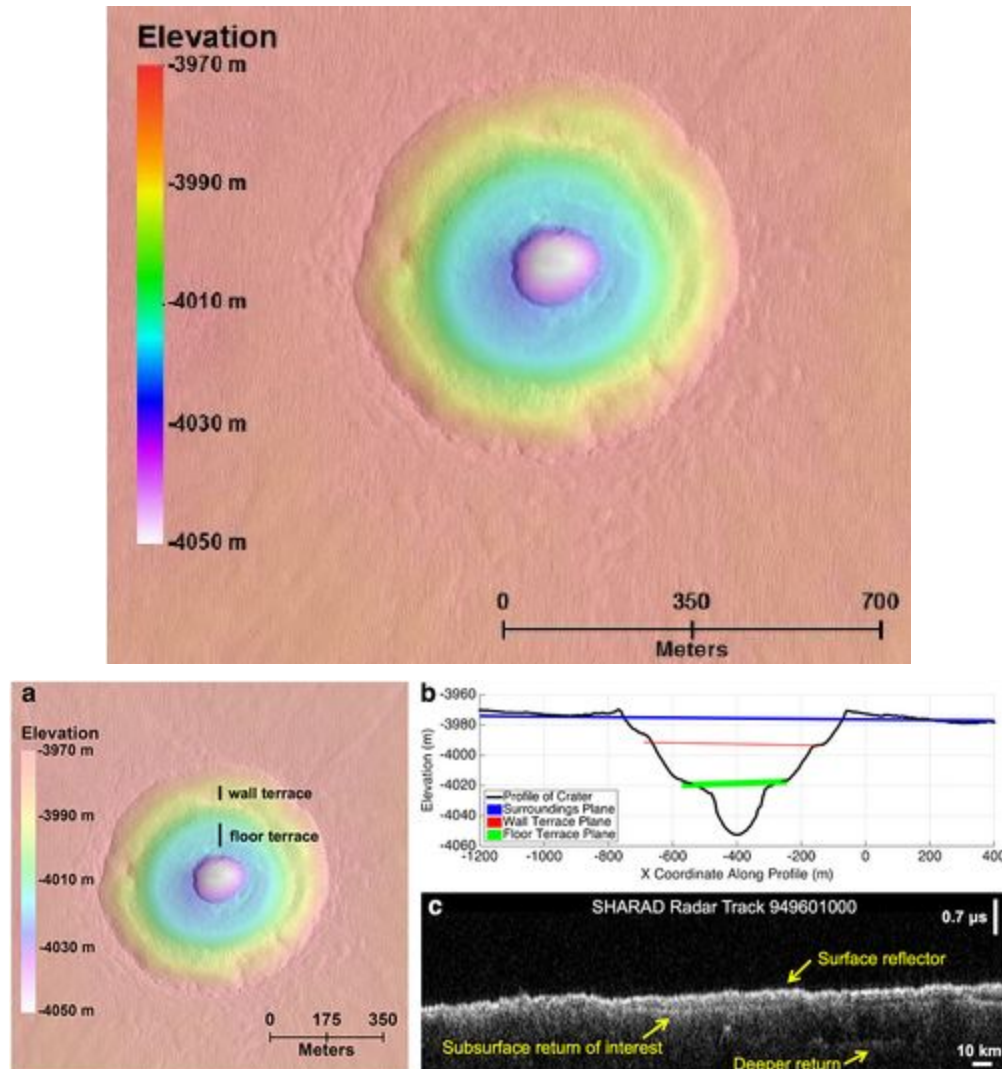 Elevation
-3970 m
-3990 m
-4010 m
-4030 m
-4050 m
0 350 700
Meters
a
Elevation
-3970 m
-3990 m
-4010 m
-4030 m
-4050 m
wall terrace
floor terrace
0 175 350
Meters
b
Elevation (m)
-3960
-3980
-4000
-4020
-4040
-4060
Profile of Crater
Surroundings Plane
Wall Terrace Plane
Floor Terrace Plane
-1200 -1000 -800 -600 -400 -200 0 200 400
X Coordinate Along Profile (m)
c
SHARAD Radar Track 949601000
0.7 µs
Surface reflector
Subsurface return of interest
Deeper return
10 km